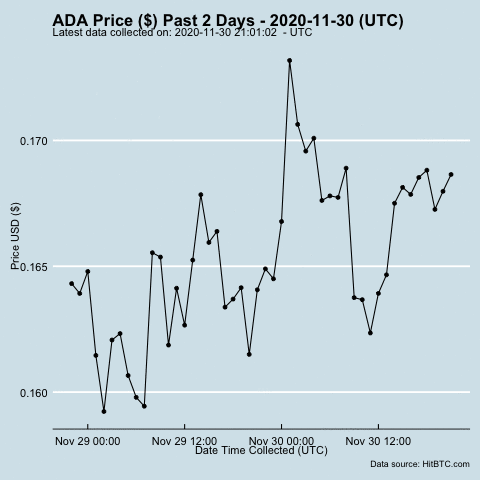 ADA Price ($) Past 2 Days - 2020-11-30 (UTC)
Latest data collected on: 2020-11-30 21:01:02 - UTC
0.170
0.165
0.160
Price USD ($)
Nov 29 00:00 Nov 29 12:00 Nov 30 00:00 Nov 30 12:00
Date Time Collected (UTC)
Data source: HitBTC.com